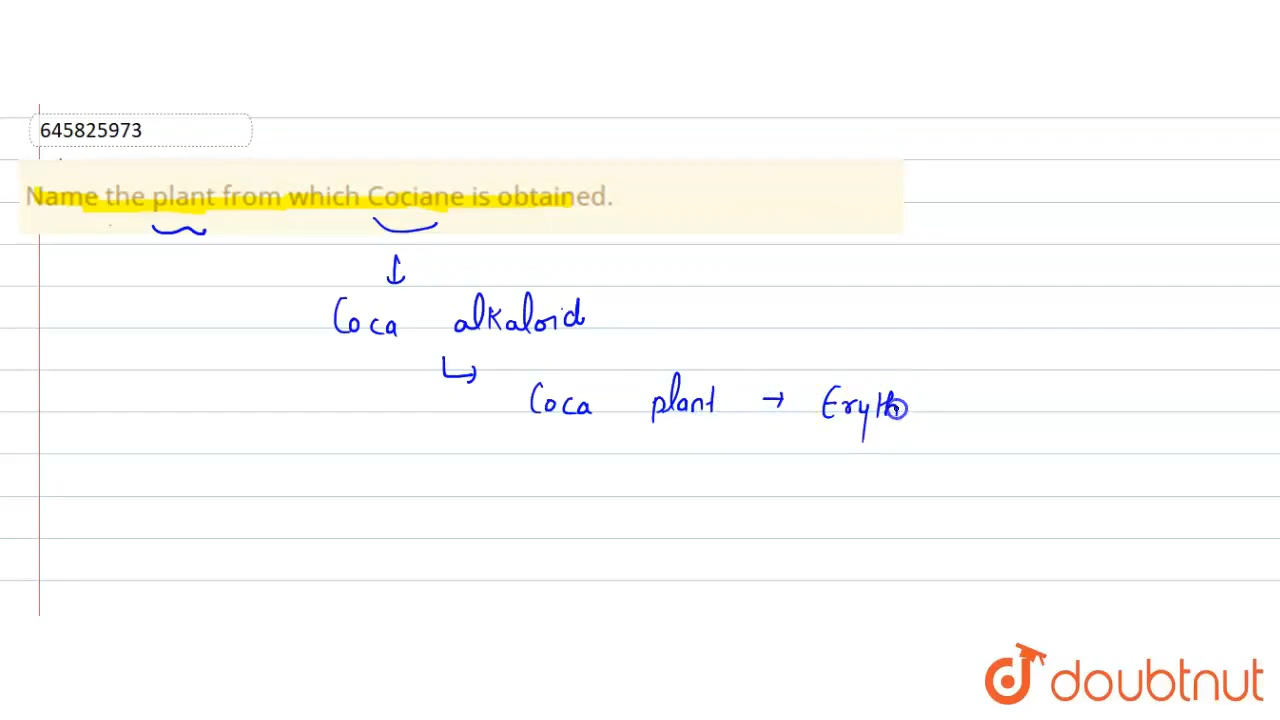 645825973
Name the plant from which Cociane is obtained.
Coca alkaloid
Coca plant → Eryth
doubtnut